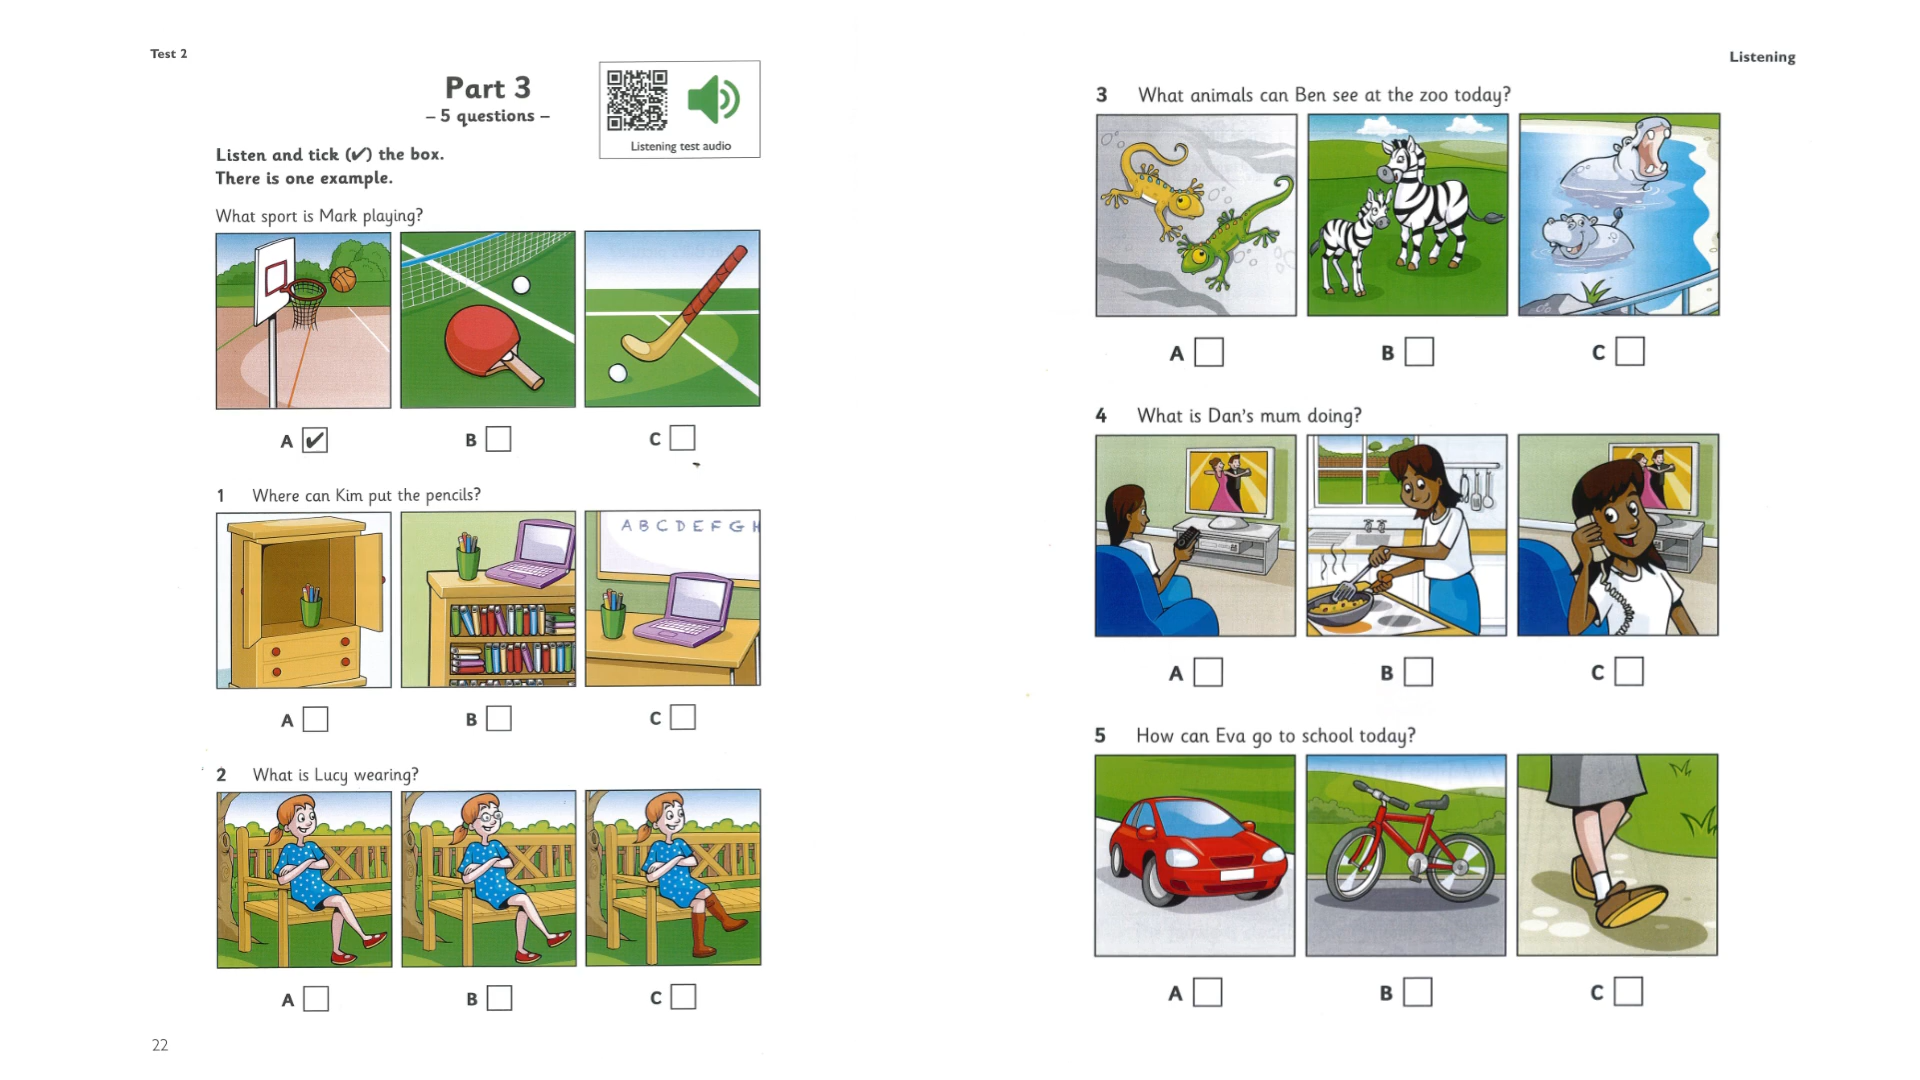 Test 2
Part 3
– 5 questions –
Listening test audio
Listen and tick (✔) the box.
There is one example.
What sport is Mark playing?
A ✔ B C
1 Where can Kim put the pencils?
A B C D E F G H
A B C
2 What is Lucy wearing?
A B C
22
Listening
3 What animals can Ben see at the zoo today?
A B C
4 What is Dan's mum doing?
A B C
5 How can Eva go to school today?
A B C